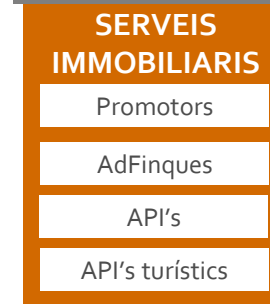 SERVEIS
IMMOBILIARIS
Promotors
AdFinques
API's
API's turístics